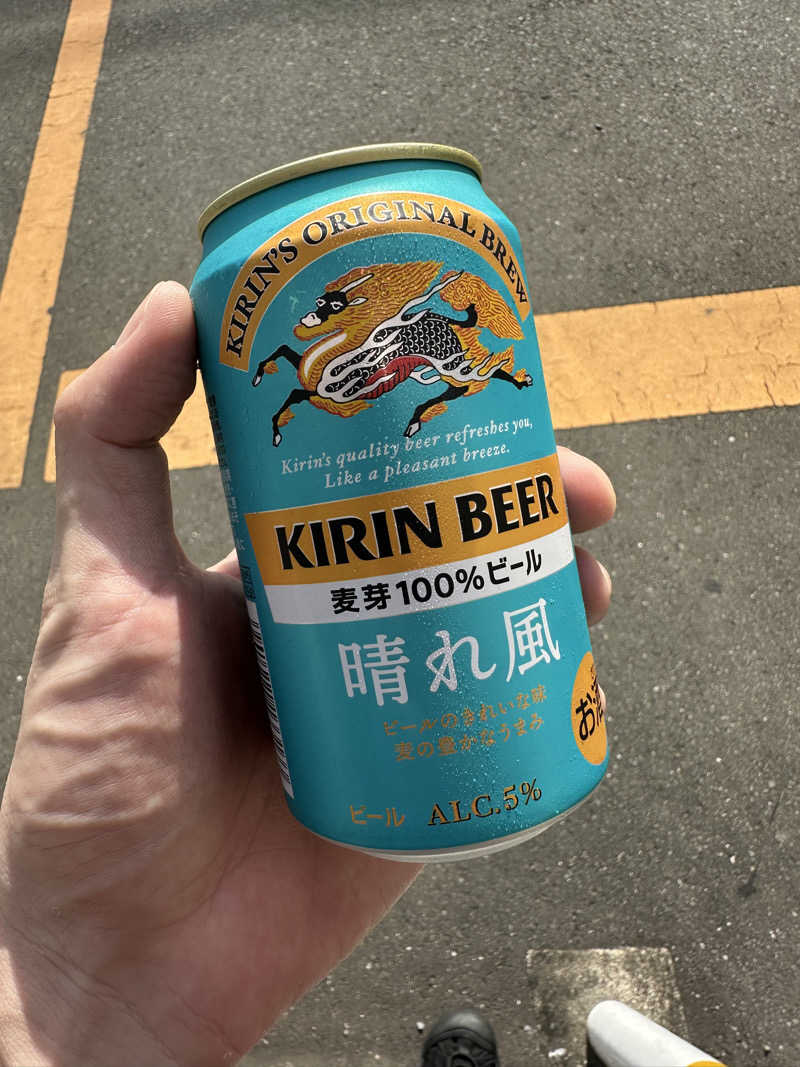 KIRIN'S ORIGINAL BREW
Kirin's quality beer refreshes you,
Like a pleasant breeze.
KIRIN BEER
麦芽100%ビール
晴れ風
ビールのきれいな味
麦の豊かなうまみ
お酒
ビール ALC.5%